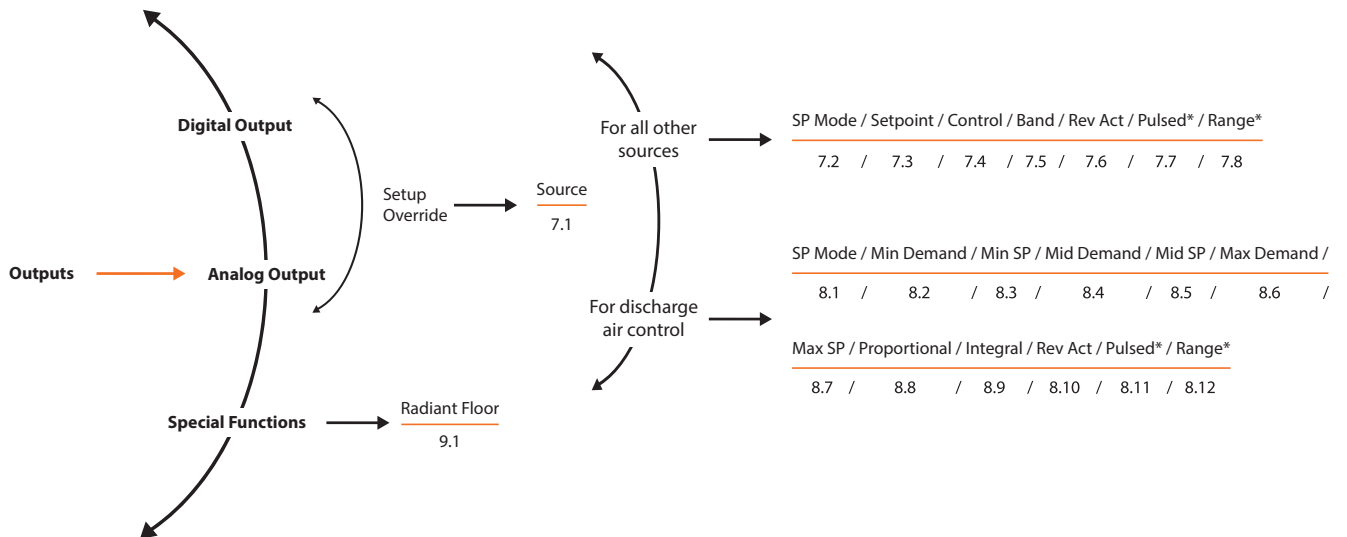 Outputs
Digital Output
Analog Output
Special Functions
Setup
Override
Source
7.1
Radiant Floor
9.1
For all other
sources
SP Mode / Setpoint / Control / Band / Rev Act / Pulsed* / Range*
7.2 / 7.3 / 7.4 / 7.5 / 7.6 / 7.7 / 7.8
For discharge
air control
SP Mode / Min Demand / Min SP / Mid Demand / Mid SP / Max Demand /
8.1 / 8.2 / 8.3 / 8.4 / 8.5 / 8.6 /
Max SP / Proportional / Integral / Rev Act / Pulsed* / Range*
8.7 / 8.8 / 8.9 / 8.10 / 8.11 / 8.12